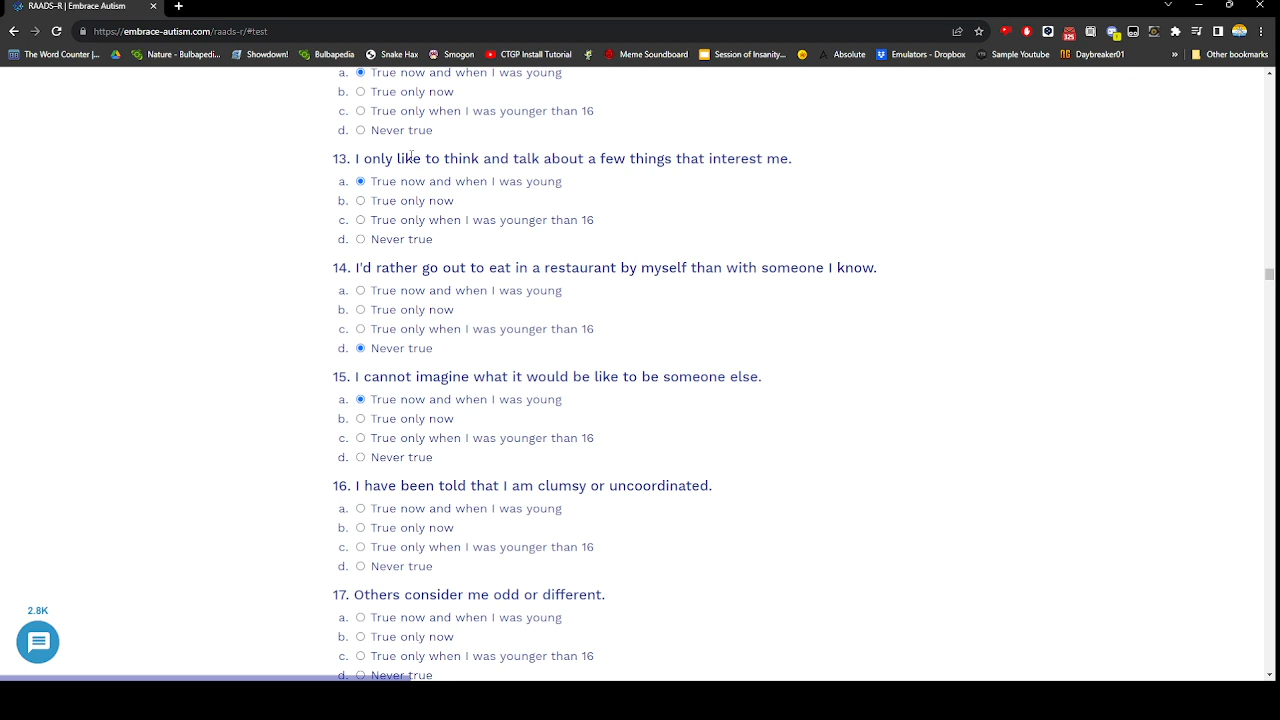 RAADS-R | Embrace Autism
https://embrace-autism.com/raads-r/#test
325
The Word Counter |...
Nature - Bulbapedi...
Showdown!
Bulbapedia
Snake Hax
Smogon
CTGP Install Tutorial
Meme Soundboard
Session of Insanity...
Absolute
Emulators - Dropbox
Sample Youtube
Daybreaker01
»
Other bookmarks
a. True now and when I was young
b. True only now
c. True only when I was younger than 16
d. Never true
13. I only like to think and talk about a few things that interest me.
a. True now and when I was young
b. True only now
c. True only when I was younger than 16
d. Never true
14. I'd rather go out to eat in a restaurant by myself than with someone I know.
a. True now and when I was young
b. True only now
c. True only when I was younger than 16
d. Never true
15. I cannot imagine what it would be like to be someone else.
a. True now and when I was young
b. True only now
c. True only when I was younger than 16
d. Never true
16. I have been told that I am clumsy or uncoordinated.
a. True now and when I was young
b. True only now
c. True only when I was younger than 16
d. Never true
17. Others consider me odd or different.
a. True now and when I was young
2.8K
b. True only now
c. True only when I was younger than 16
d. Never true